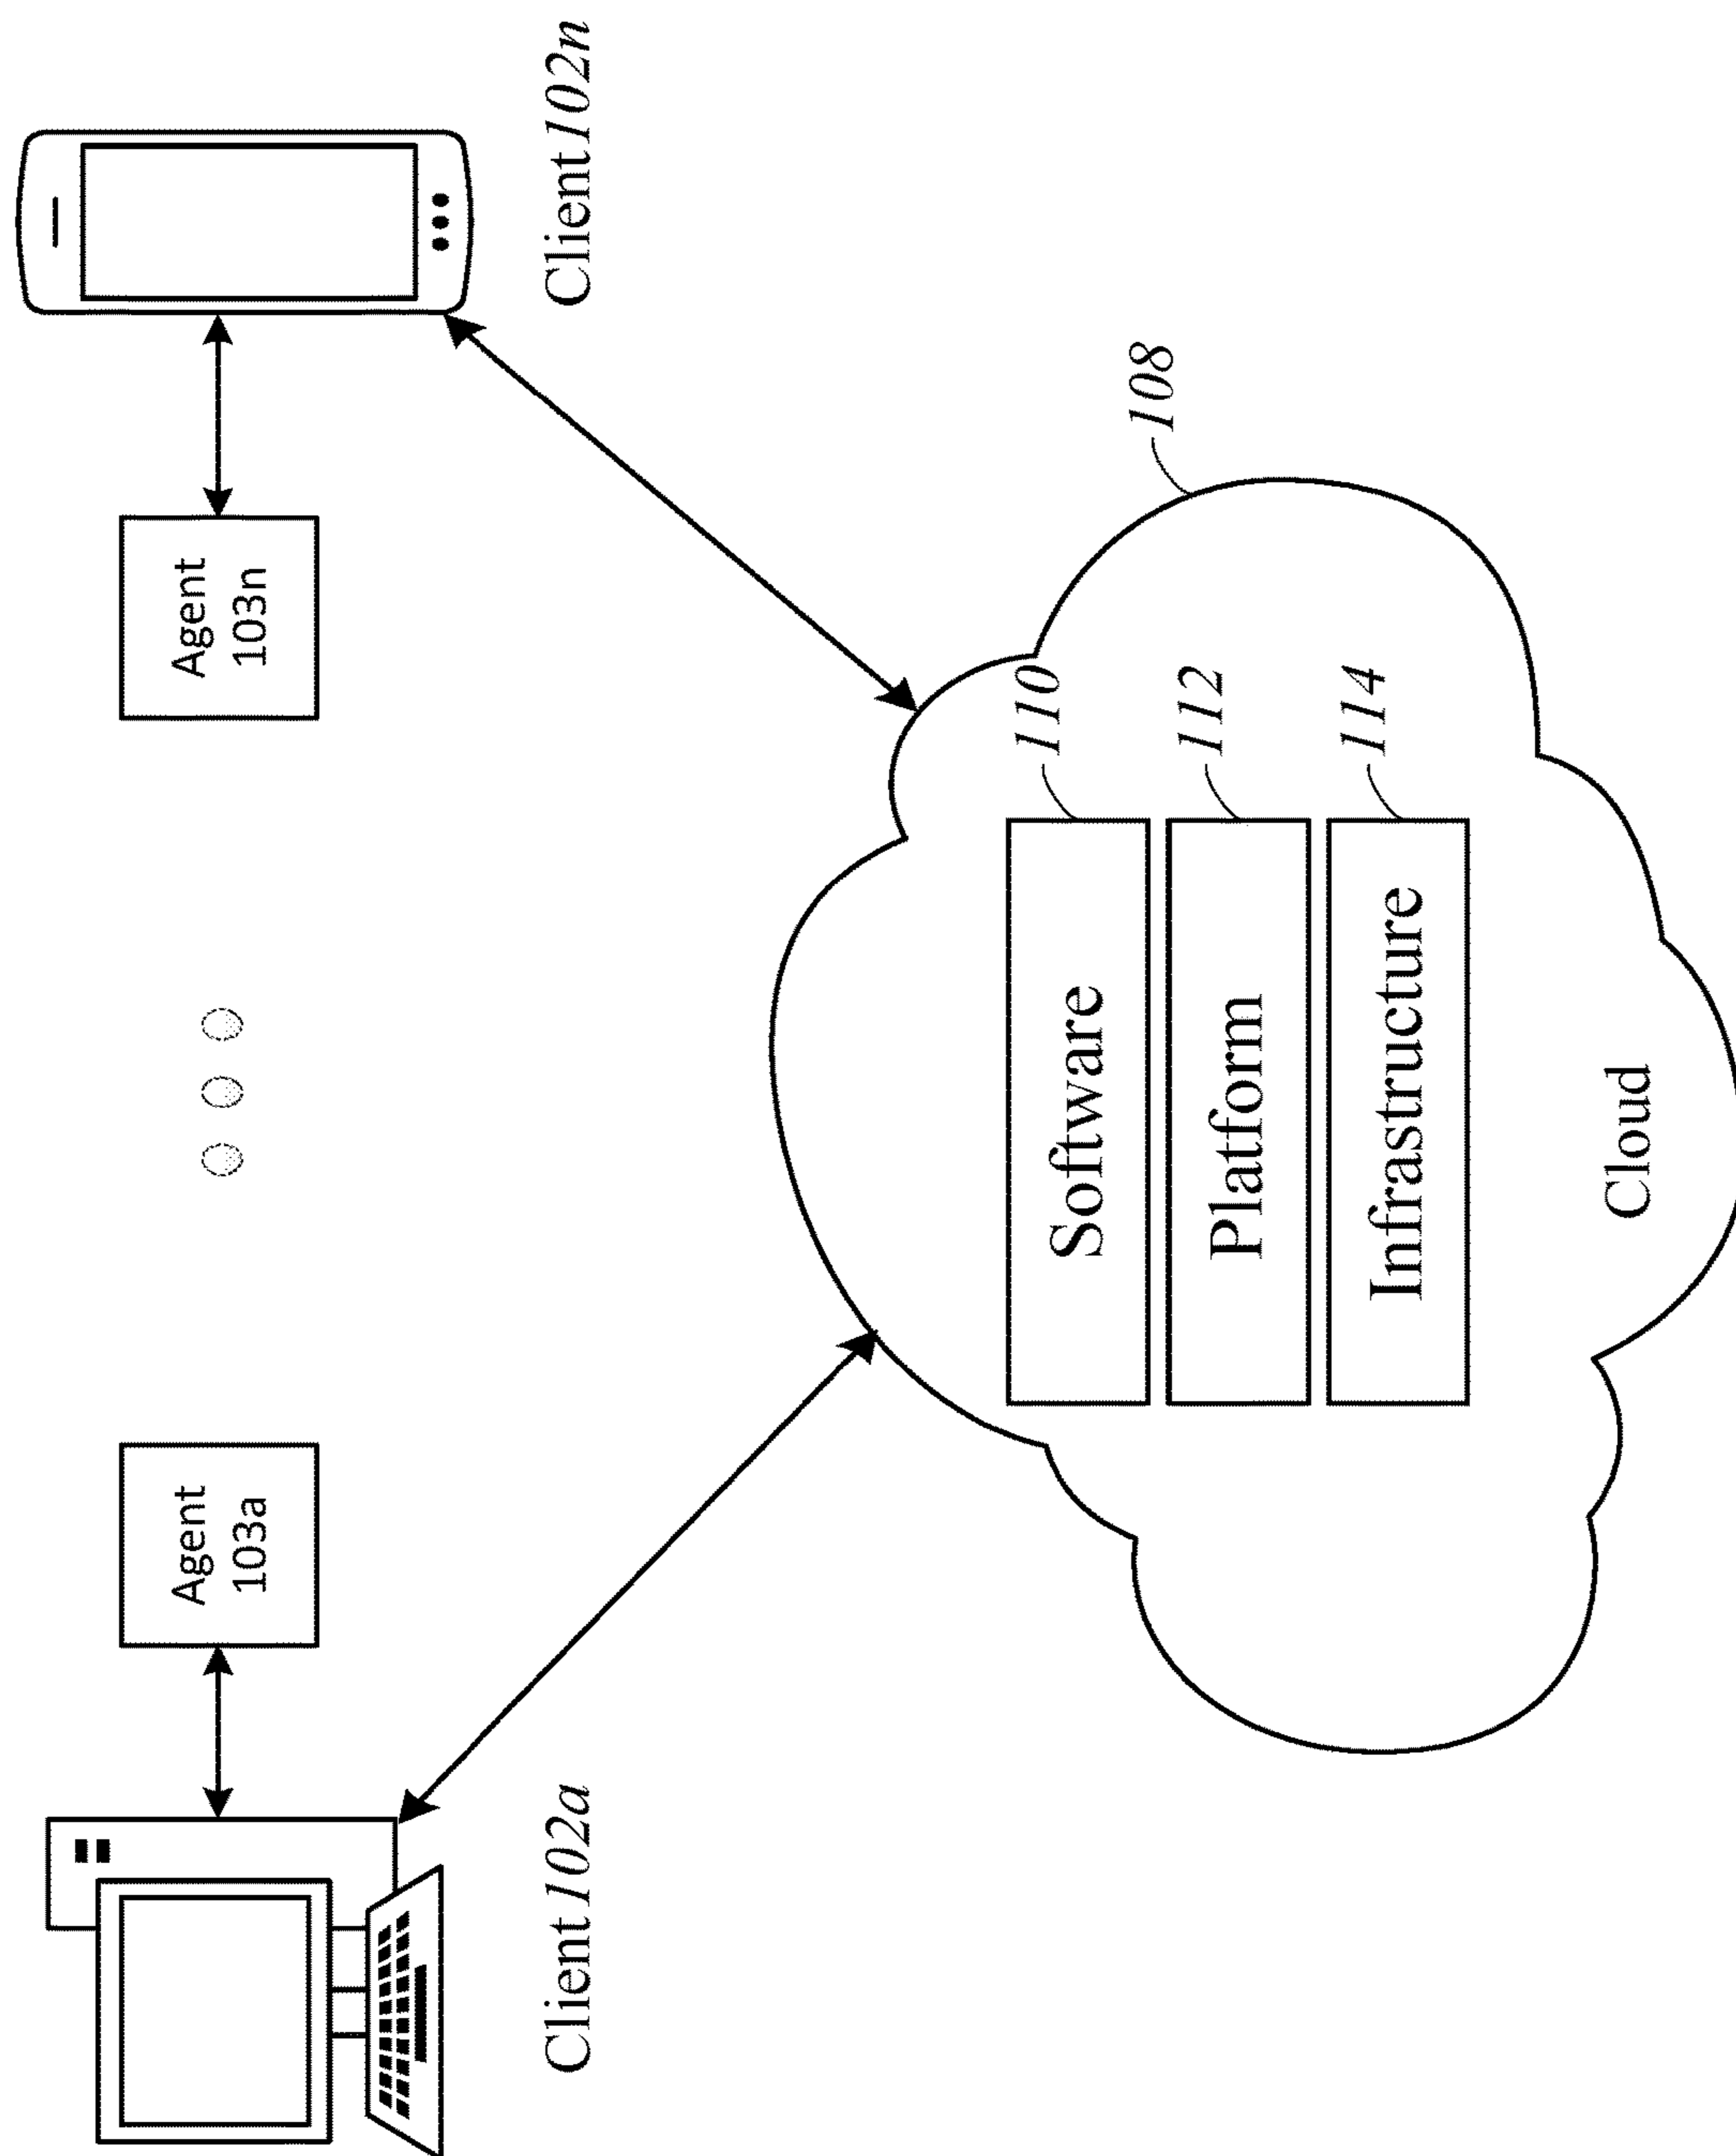 Agent
103a
Agent
103n
Client 102a
Client 102n
108
Software
110
Platform
112
Infrastructure
114
Cloud